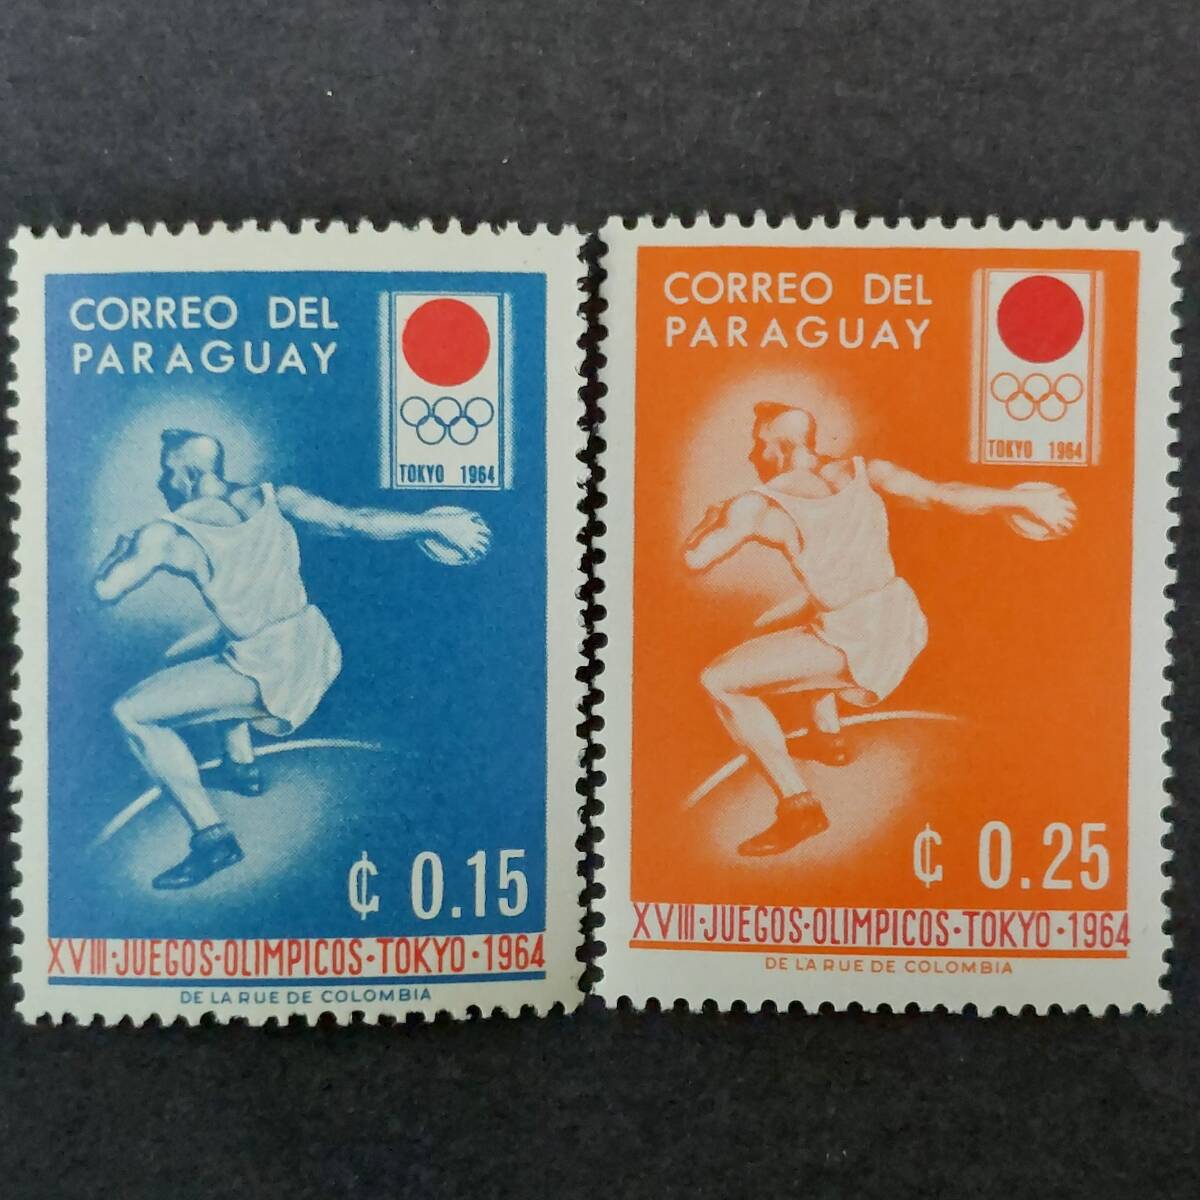 CORREO DEL
PARAGUAY
TOKYO 1964
₲ 0.15
XVIII·JUEGOS·OLIMPICOS·TOKYO·1964
DE LA RUE DE COLOMBIA
CORREO DEL
PARAGUAY
TOKYO 1964
₲ 0.25
XVIII·JUEGOS·OLIMPICOS·TOKYO·1964
DE LA RUE DE COLOMBIA